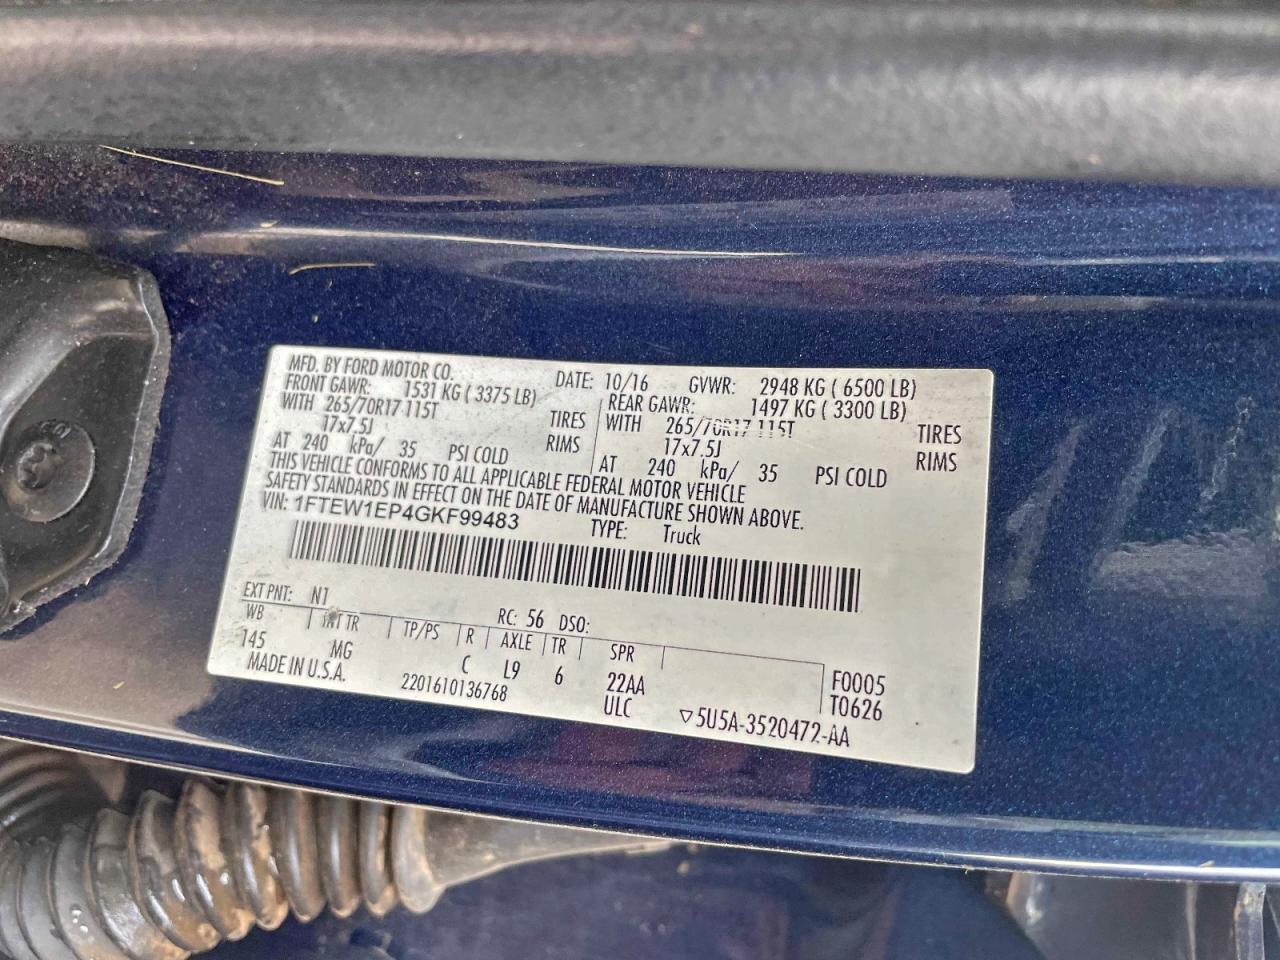 MFD. BY FORD MOTOR CO.
DATE: 10/16 GVWR: 2948 KG ( 6500 LB)
FRONT GAWR: 1531 KG ( 3375 LB) REAR GAWR: 1497 KG ( 3300 LB)
WITH 265/70R17 115T TIRES WITH 265/70R17 115T TIRES
17x7.5J RIMS 17x7.5J RIMS
AT 240 kPa/ 35 PSI COLD AT 240 kPa/ 35 PSI COLD
THIS VEHICLE CONFORMS TO ALL APPLICABLE FEDERAL MOTOR VEHICLE
SAFETY STANDARDS IN EFFECT ON THE DATE OF MANUFACTURE SHOWN ABOVE.
VIN: 1FTEW1EP4GKF99483
TYPE: Truck
EXT PNT: N1 RC: 56 DSO:
WB INT TR TP/PS R AXLE TR SPR
145 MG C L9 6 22AA F0005
MADE IN U.S.A. 2201610136768 ULC T0626
▽5U5A-3520472-AA